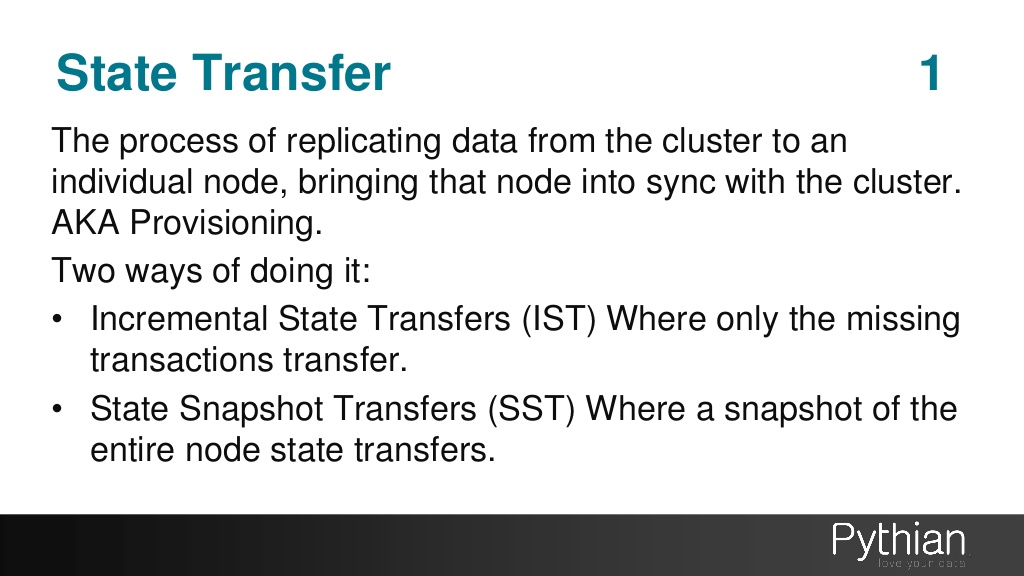 State Transfer 1
The process of replicating data from the cluster to an
individual node, bringing that node into sync with the cluster.
AKA Provisioning.
Two ways of doing it:
• Incremental State Transfers (IST) Where only the missing
transactions transfer.
• State Snapshot Transfers (SST) Where a snapshot of the
entire node state transfers.
Pythian
love your data